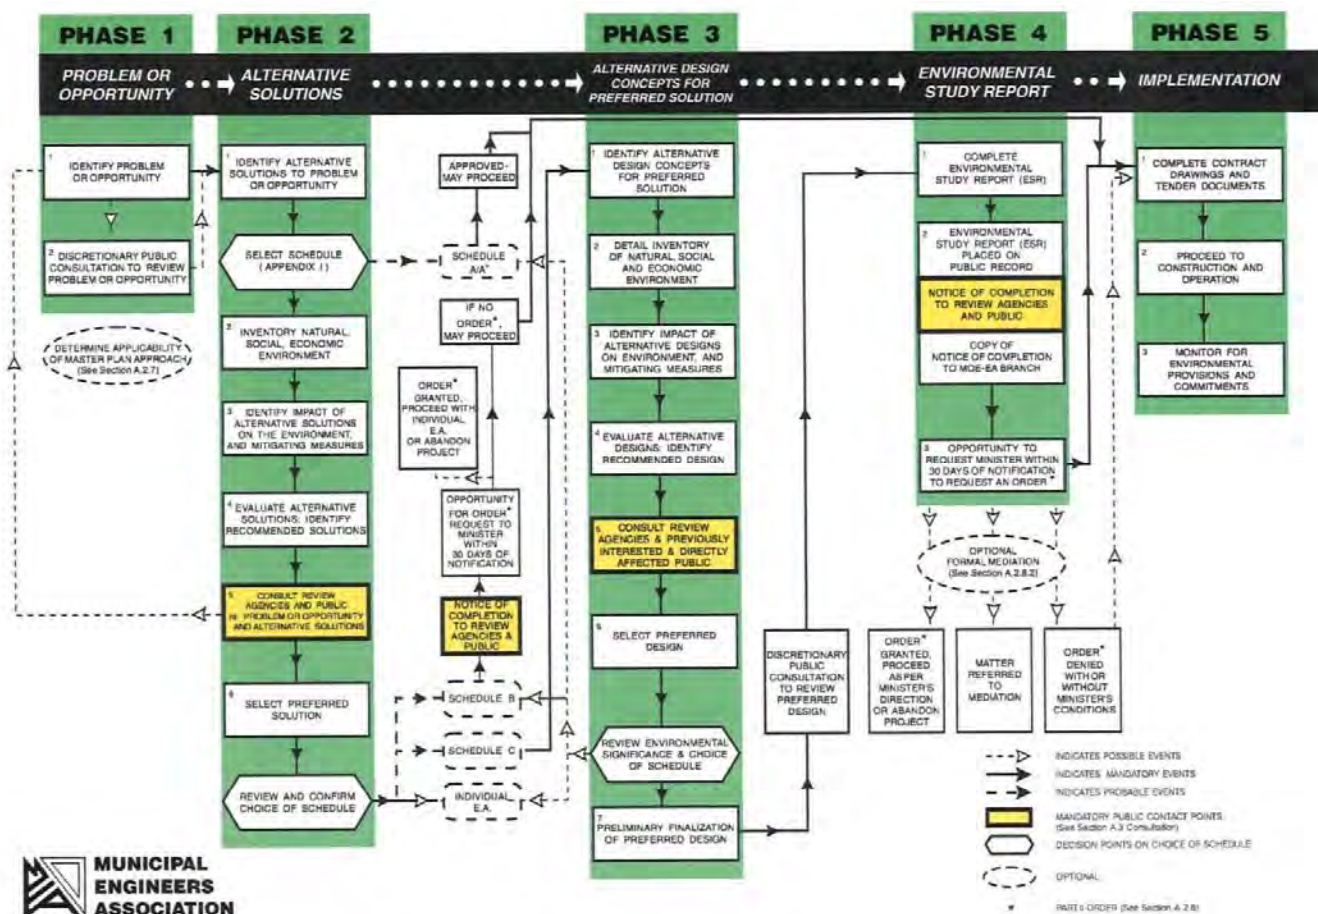 PHASE 1
PROBLEM OR
OPPORTUNITY
1
IDENTIFY PROBLEM
OR OPPORTUNITY
2
DISCRETIONARY PUBLIC
CONSULTATION TO REVIEW
PROBLEM OR OPPORTUNITY
DETERMINE APPLICABILITY
OF MASTER PLAN APPROACH
(See Section A.2.7)
PHASE 2
ALTERNATIVE
SOLUTIONS
1
IDENTIFY ALTERNATIVE
SOLUTIONS TO PROBLEM
OR OPPORTUNITY
SELECT SCHEDULE
(APPENDIX I)
2
INVENTORY NATURAL,
SOCIAL, ECONOMIC
ENVIRONMENT
3
IDENTIFY IMPACT OF
ALTERNATIVE SOLUTIONS
ON THE ENVIRONMENT,
AND MITIGATING MEASURES
4
EVALUATE ALTERNATIVE
SOLUTIONS: IDENTIFY
RECOMMENDED SOLUTIONS
5
CONSULT REVIEW
AGENCIES AND PUBLIC
re: PROBLEM OR OPPORTUNITY
AND ALTERNATIVE SOLUTIONS
6
SELECT PREFERRED
SOLUTION
REVIEW AND CONFIRM
CHOICE OF SCHEDULE
APPROVED-
MAY PROCEED
SCHEDULE
A/A+
IF NO
ORDER*,
MAY PROCEED
ORDER*
GRANTED,
PROCEED WITH
INDIVIDUAL
E.A.
OR ABANDON
PROJECT
OPPORTUNITY
FOR ORDER*
REQUEST TO
MINISTER
WITHIN
30 DAYS OF
NOTIFICATION
NOTICE OF
COMPLETION
TO REVIEW
AGENCIES &
PUBLIC
SCHEDULE B
SCHEDULE C
INDIVIDUAL
E.A.
PHASE 3
ALTERNATIVE DESIGN
CONCEPTS FOR
PREFERRED SOLUTION
1
IDENTIFY ALTERNATIVE
DESIGN CONCEPTS
FOR PREFERRED
SOLUTION
2
DETAIL INVENTORY
OF NATURAL, SOCIAL
AND ECONOMIC
ENVIRONMENT
3
IDENTIFY IMPACT OF
ALTERNATIVE DESIGNS
ON ENVIRONMENT, AND
MITIGATING MEASURES
4
EVALUATE ALTERNATIVE
DESIGNS: IDENTIFY
RECOMMENDED DESIGN
5
CONSULT REVIEW
AGENCIES & PREVIOUSLY
INTERESTED & DIRECTLY
AFFECTED PUBLIC
6
SELECT PREFERRED
DESIGN
REVIEW ENVIRONMENTAL
SIGNIFICANCE & CHOICE
OF SCHEDULE
7
PRELIMINARY FINALIZATION
OF PREFERRED DESIGN
DISCRETIONARY
PUBLIC
CONSULTATION
TO REVIEW
PREFERRED
DESIGN
PHASE 4
ENVIRONMENTAL
STUDY REPORT
1
COMPLETE
ENVIRONMENTAL
STUDY REPORT (ESR)
2
ENVIRONMENTAL
STUDY REPORT (ESR)
PLACED ON
PUBLIC RECORD
NOTICE OF COMPLETION
TO REVIEW AGENCIES
AND PUBLIC
COPY OF
NOTICE OF COMPLETION
TO MOE-EA BRANCH
3
OPPORTUNITY TO
REQUEST MINISTER WITHIN
30 DAYS OF NOTIFICATION
TO REQUEST AN ORDER*
OPTIONAL
FORMAL MEDIATION
(See Section A.2.8.2)
ORDER*
GRANTED,
PROCEED
AS PER
MINISTER'S
DIRECTION
OR ABANDON
PROJECT
MATTER
REFERRED
TO
MEDIATION
ORDER*
DENIED
WITH OR
WITHOUT
MINISTER'S
CONDITIONS
PHASE 5
IMPLEMENTATION
1
COMPLETE CONTRACT
DRAWINGS AND
TENDER DOCUMENTS
2
PROCEED TO
CONSTRUCTION AND
OPERATION
3
MONITOR FOR
ENVIRONMENTAL
PROVISIONS AND
COMMITMENTS
INDICATES POSSIBLE EVENTS
INDICATES MANDATORY EVENTS
INDICATES PROBABLE EVENTS
MANDATORY PUBLIC CONTACT POINTS
(See Section A.3 Consultation)
DECISION POINTS ON CHOICE OF SCHEDULE
OPTIONAL
* PART II ORDER (See Section A.2.8)
MUNICIPAL
ENGINEERS
ASSOCIATION